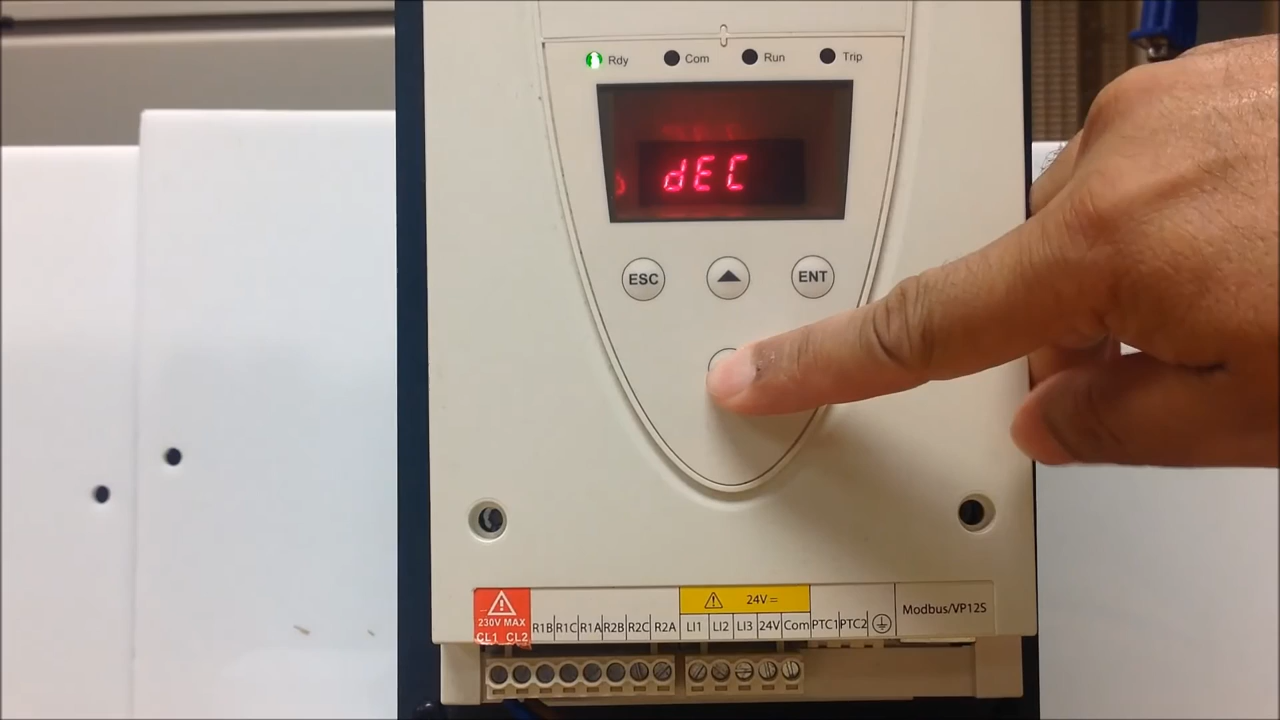 Rdy Com Run Trip
dEC
ESC ENT
24V =
230V MAX
CL1 CL2 R1B R1C R1A R2B R2C R2A LI1 LI2 LI3 24V Com PTC1 PTC2 Modbus/VP12S